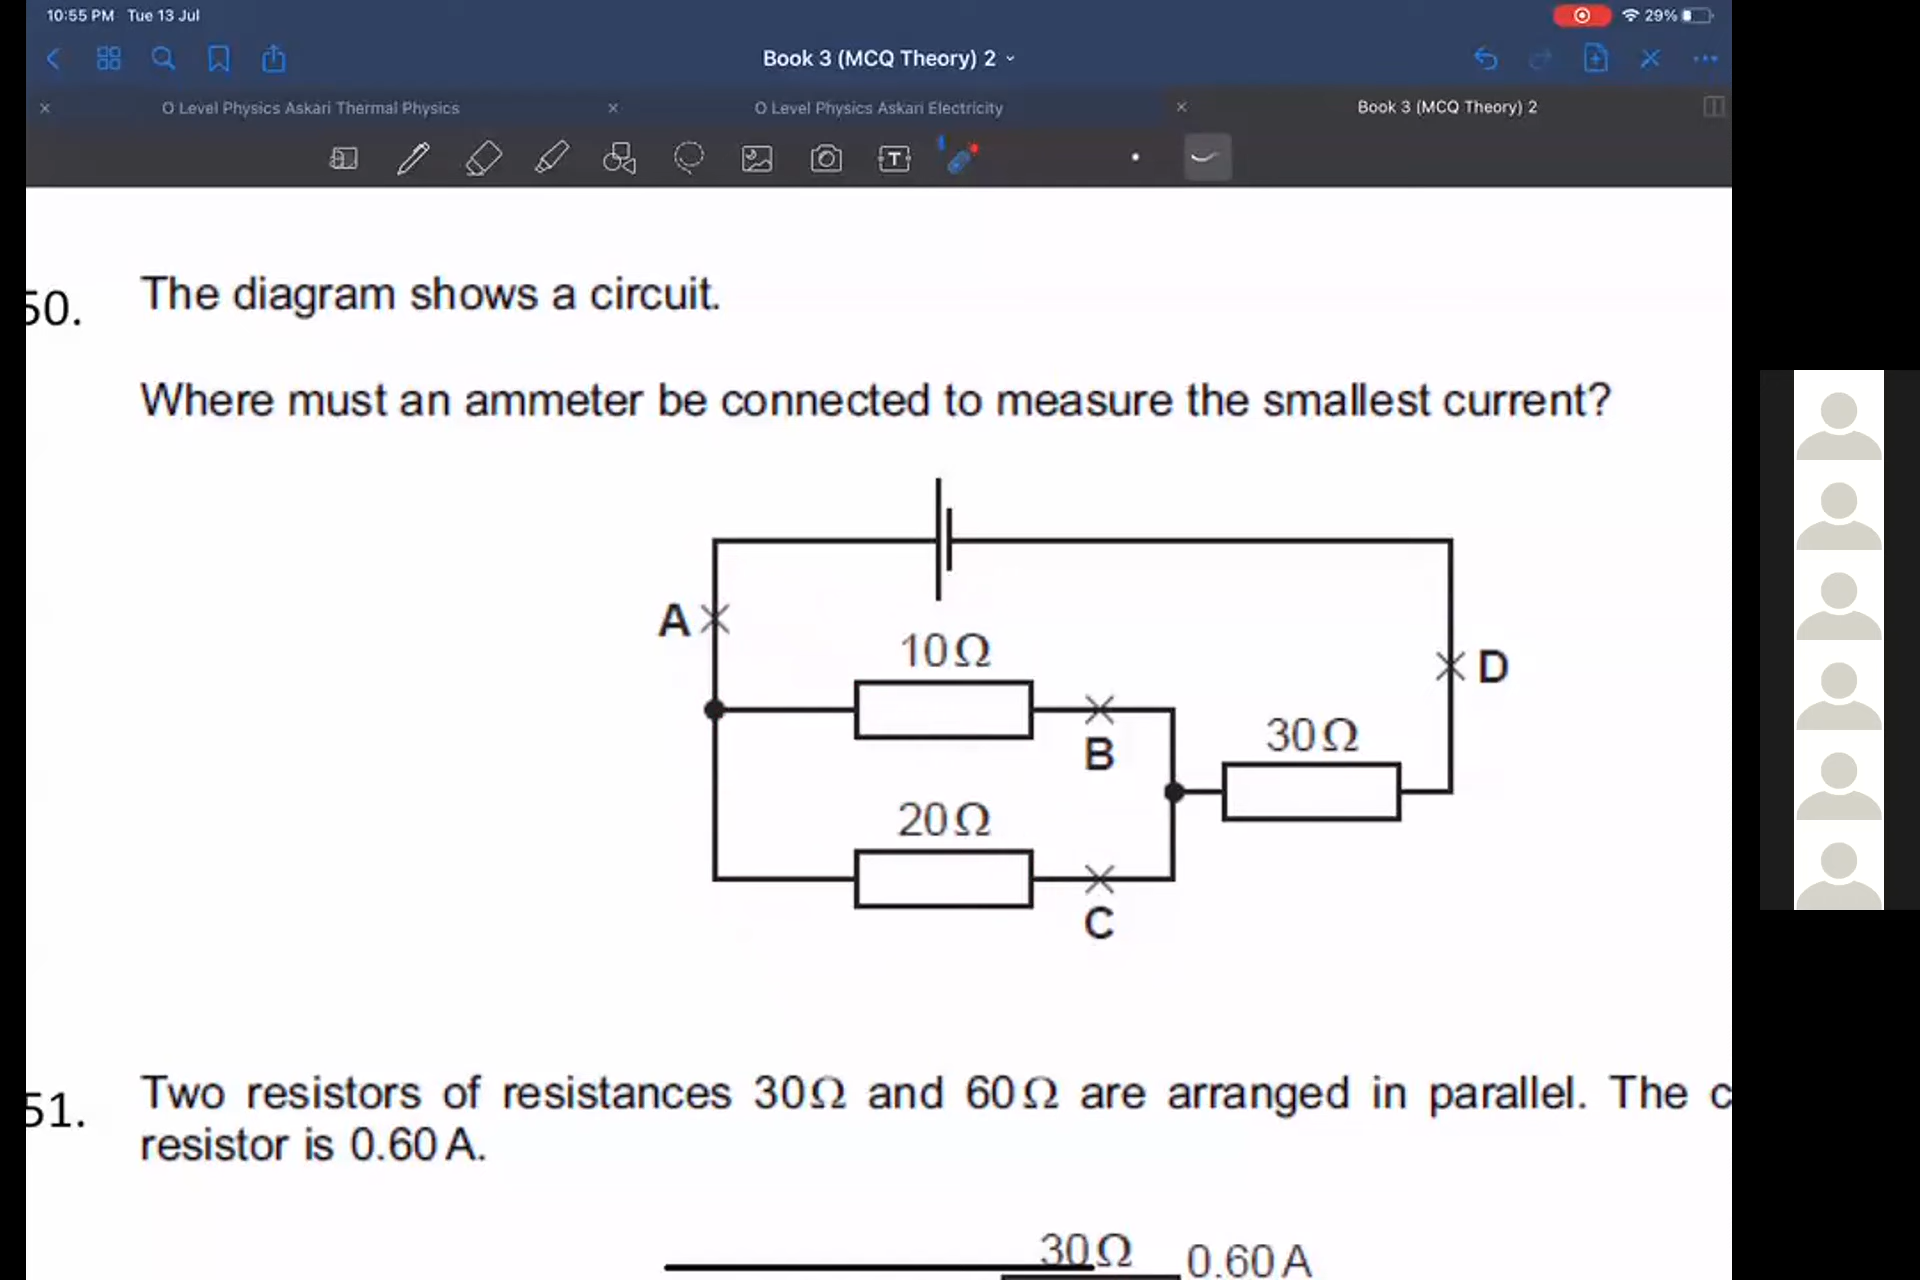 10:55 PM Tue 13 Jul
29%
Book 3 (MCQ Theory) 2
O Level Physics Askari Thermal Physics
O Level Physics Askari Electricity
Book 3 (MCQ Theory) 2
50. The diagram shows a circuit.
Where must an ammeter be connected to measure the smallest current?
A
10Ω
B
D
30Ω
20Ω
C
51. Two resistors of resistances 30Ω and 60Ω are arranged in parallel. The c
resistor is 0.60A.
30Ω 0.60A